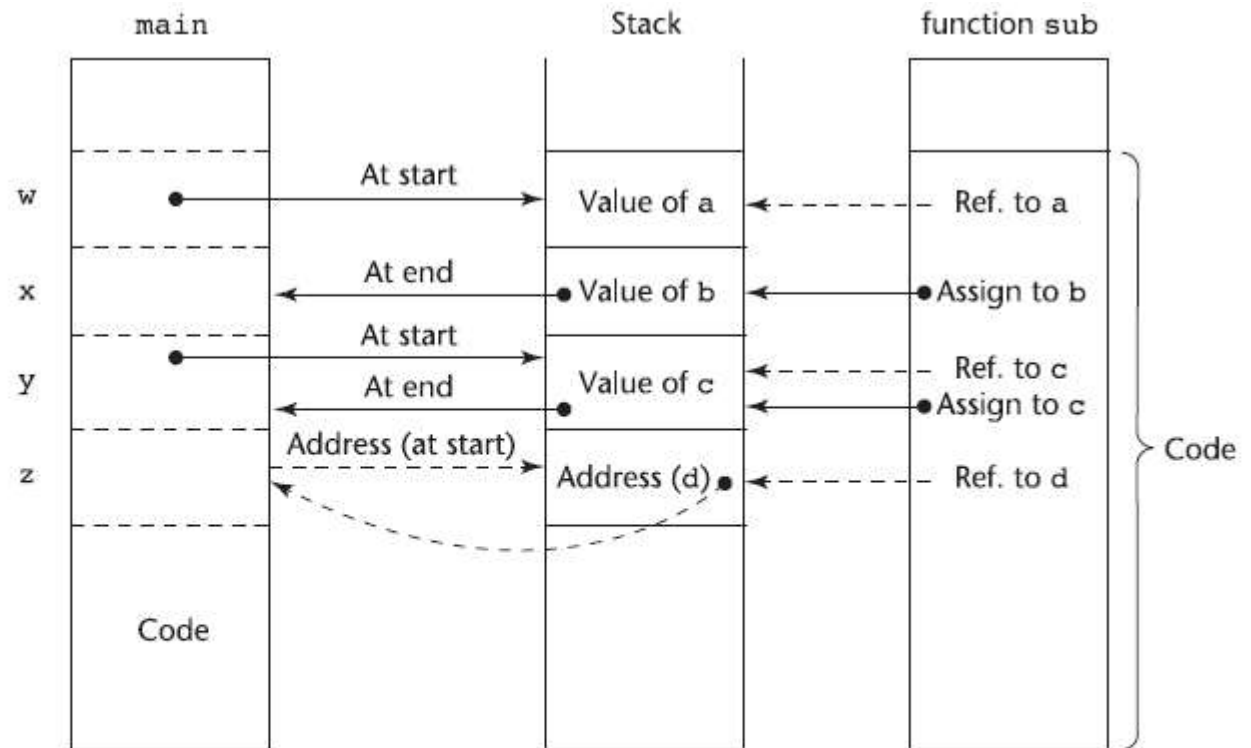 main
Stack
function sub
w
At start
Value of a
Ref. to a
x
At end
Value of b
Assign to b
y
At start
At end
Value of c
Ref. to c
Assign to c
z
Address (at start)
Address (d)
Ref. to d
Code
Code